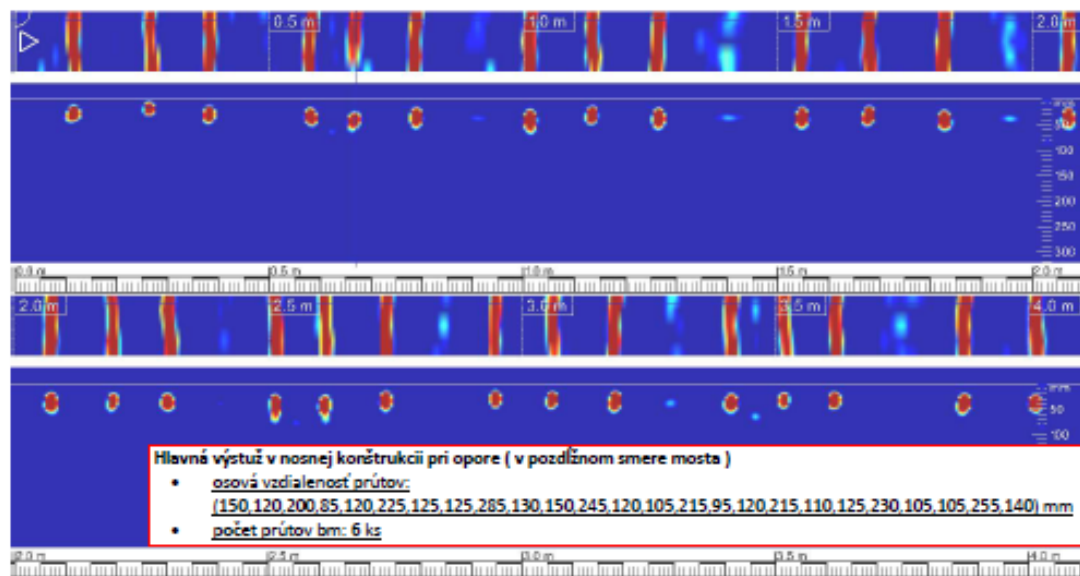 0.5 m 1.0 m 1.5 m 2.0 m
mm
50
100
150
200
250
300
0.0 m 0.5 m 1.0 m 1.5 m 2.0 m
2.0 m 2.5 m 3.0 m 3.5 m 4.0 m
mm
50
100
Hlavná výstuž v nosnej konštrukcii pri opore ( v pozdĺžnom smere mosta )
• osová vzdialenosť prútov:
(150,120,200,85,120,225,125,125,285,130,150,245,120,105,215,95,120,215,110,125,230,105,105,255,140) mm
• počet prútov bm: 6 ks
2.0 m 2.5 m 3.0 m 3.5 m 4.0 m